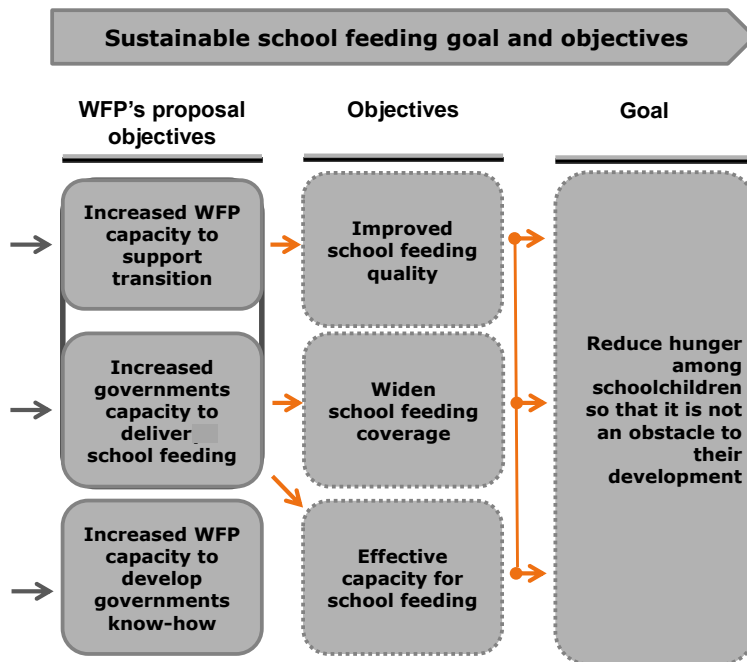 Sustainable school feeding goal and objectives
WFP's proposal
objectives
Objectives
Goal
Increased WFP
capacity to
support
transition
Improved
school feeding
quality
Increased
governments
capacity to
deliver
school feeding
Widen
school feeding
coverage
Reduce hunger
among
schoolchildren
so that it is not
an obstacle to
their
development
Increased WFP
capacity to
develop
governments
know-how
Effective
capacity for
school feeding